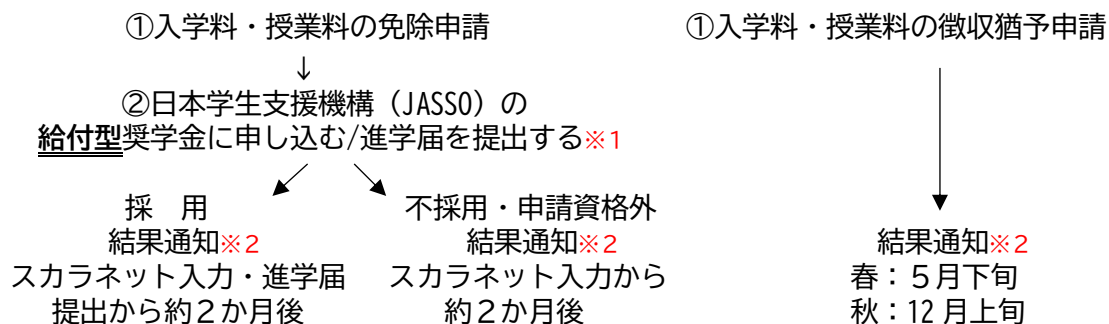 ①入学料・授業料の免除申請
↓
②日本学生支援機構（JASSO）の
給付型奨学金に申し込む/進学届を提出する※1
採　用
結果通知※2
スカラネット入力・進学届
提出から約２か月後
不採用・申請資格外
結果通知※2
スカラネット入力から
約２か月後
①入学料・授業料の徴収猶予申請
結果通知※2
春：５月下旬
秋：12月上旬